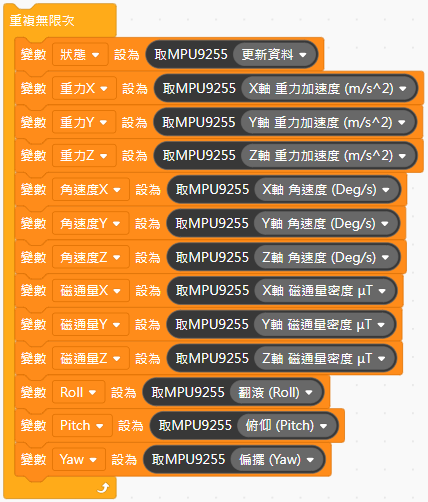 重複無限次
變數 狀態 設為 取MPU9255 更新資料
變數 重力X 設為 取MPU9255 X軸 重力加速度 (m/s^2)
變數 重力Y 設為 取MPU9255 Y軸 重力加速度 (m/s^2)
變數 重力Z 設為 取MPU9255 Z軸 重力加速度 (m/s^2)
變數 角速度X 設為 取MPU9255 X軸 角速度 (Deg/s)
變數 角速度Y 設為 取MPU9255 Y軸 角速度 (Deg/s)
變數 角速度Z 設為 取MPU9255 Z軸 角速度 (Deg/s)
變數 磁通量X 設為 取MPU9255 X軸 磁通量密度 μT
變數 磁通量Y 設為 取MPU9255 Y軸 磁通量密度 μT
變數 磁通量Z 設為 取MPU9255 Z軸 磁通量密度 μT
變數 Roll 設為 取MPU9255 翻滾 (Roll)
變數 Pitch 設為 取MPU9255 俯仰 (Pitch)
變數 Yaw 設為 取MPU9255 偏擺 (Yaw)